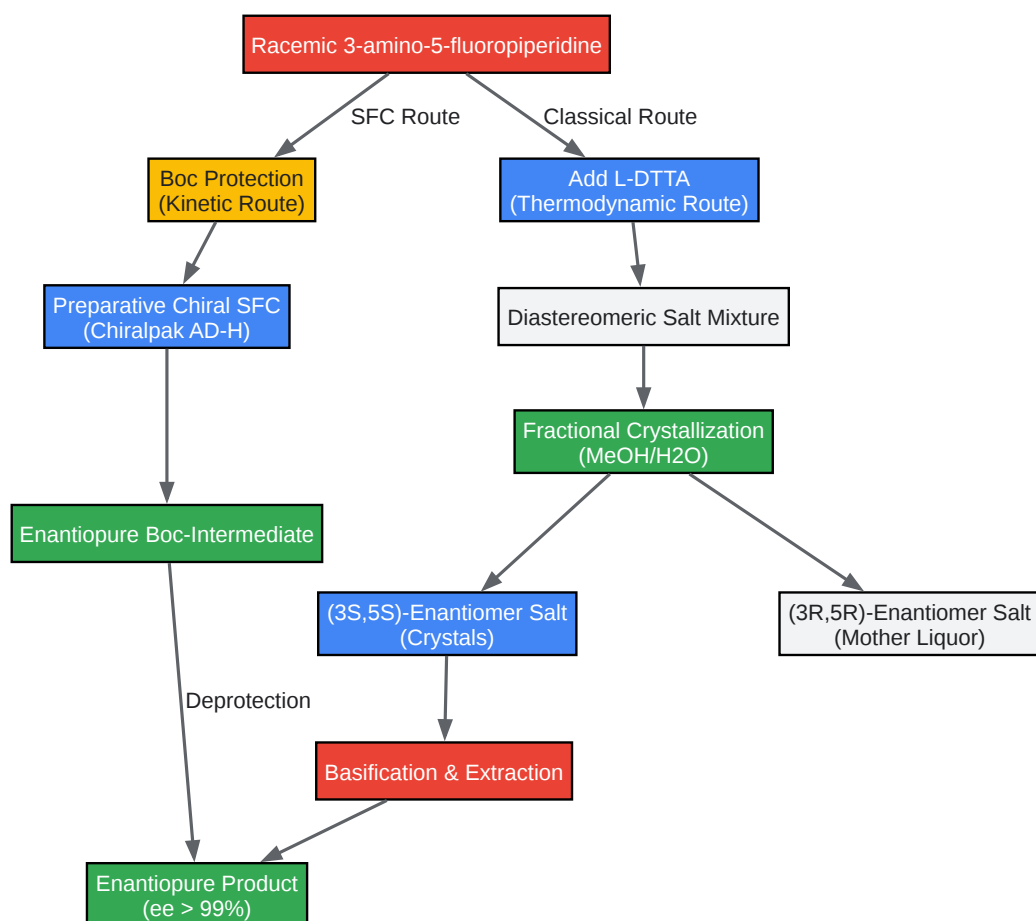 Racemic 3-amino-5-fluoropiperidine
SFC Route
Classical Route
Boc Protection
(Kinetic Route)
Add L-DTTA
(Thermodynamic Route)
Preparative Chiral SFC
(Chiralpak AD-H)
Diastereomeric Salt Mixture
Fractional Crystallization
(MeOH/H2O)
Enantiopure Boc-Intermediate
(3S,5S)-Enantiomer Salt
(Crystals)
(3R,5R)-Enantiomer Salt
(Mother Liquor)
Deprotection
Basification & Extraction
Enantiopure Product
(ee > 99%)